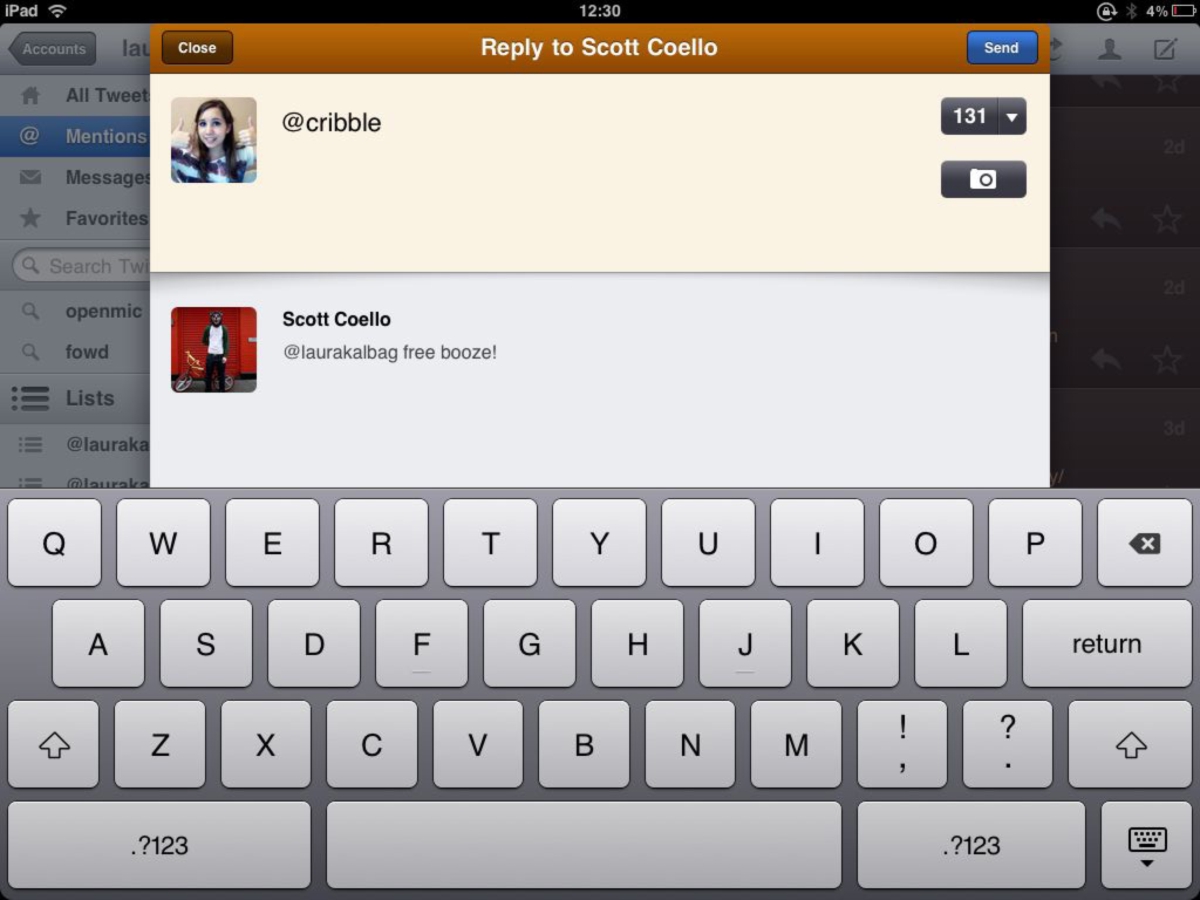 iPad 12:30 4%
Accounts lau Close Reply to Scott Coello Send
All Tweets
@ Mentions
Messages
Favorites
Search Twi
openmic
fowd
Lists
@lauraka
@lauraka
@cribble 131
Scott Coello
@laurakalbag free booze!
2d
2d
n
3d
y/
Q W E R T Y U I O P
A S D F G H J K L return
Z X C V B N M ! , ? .
.?123 .?123